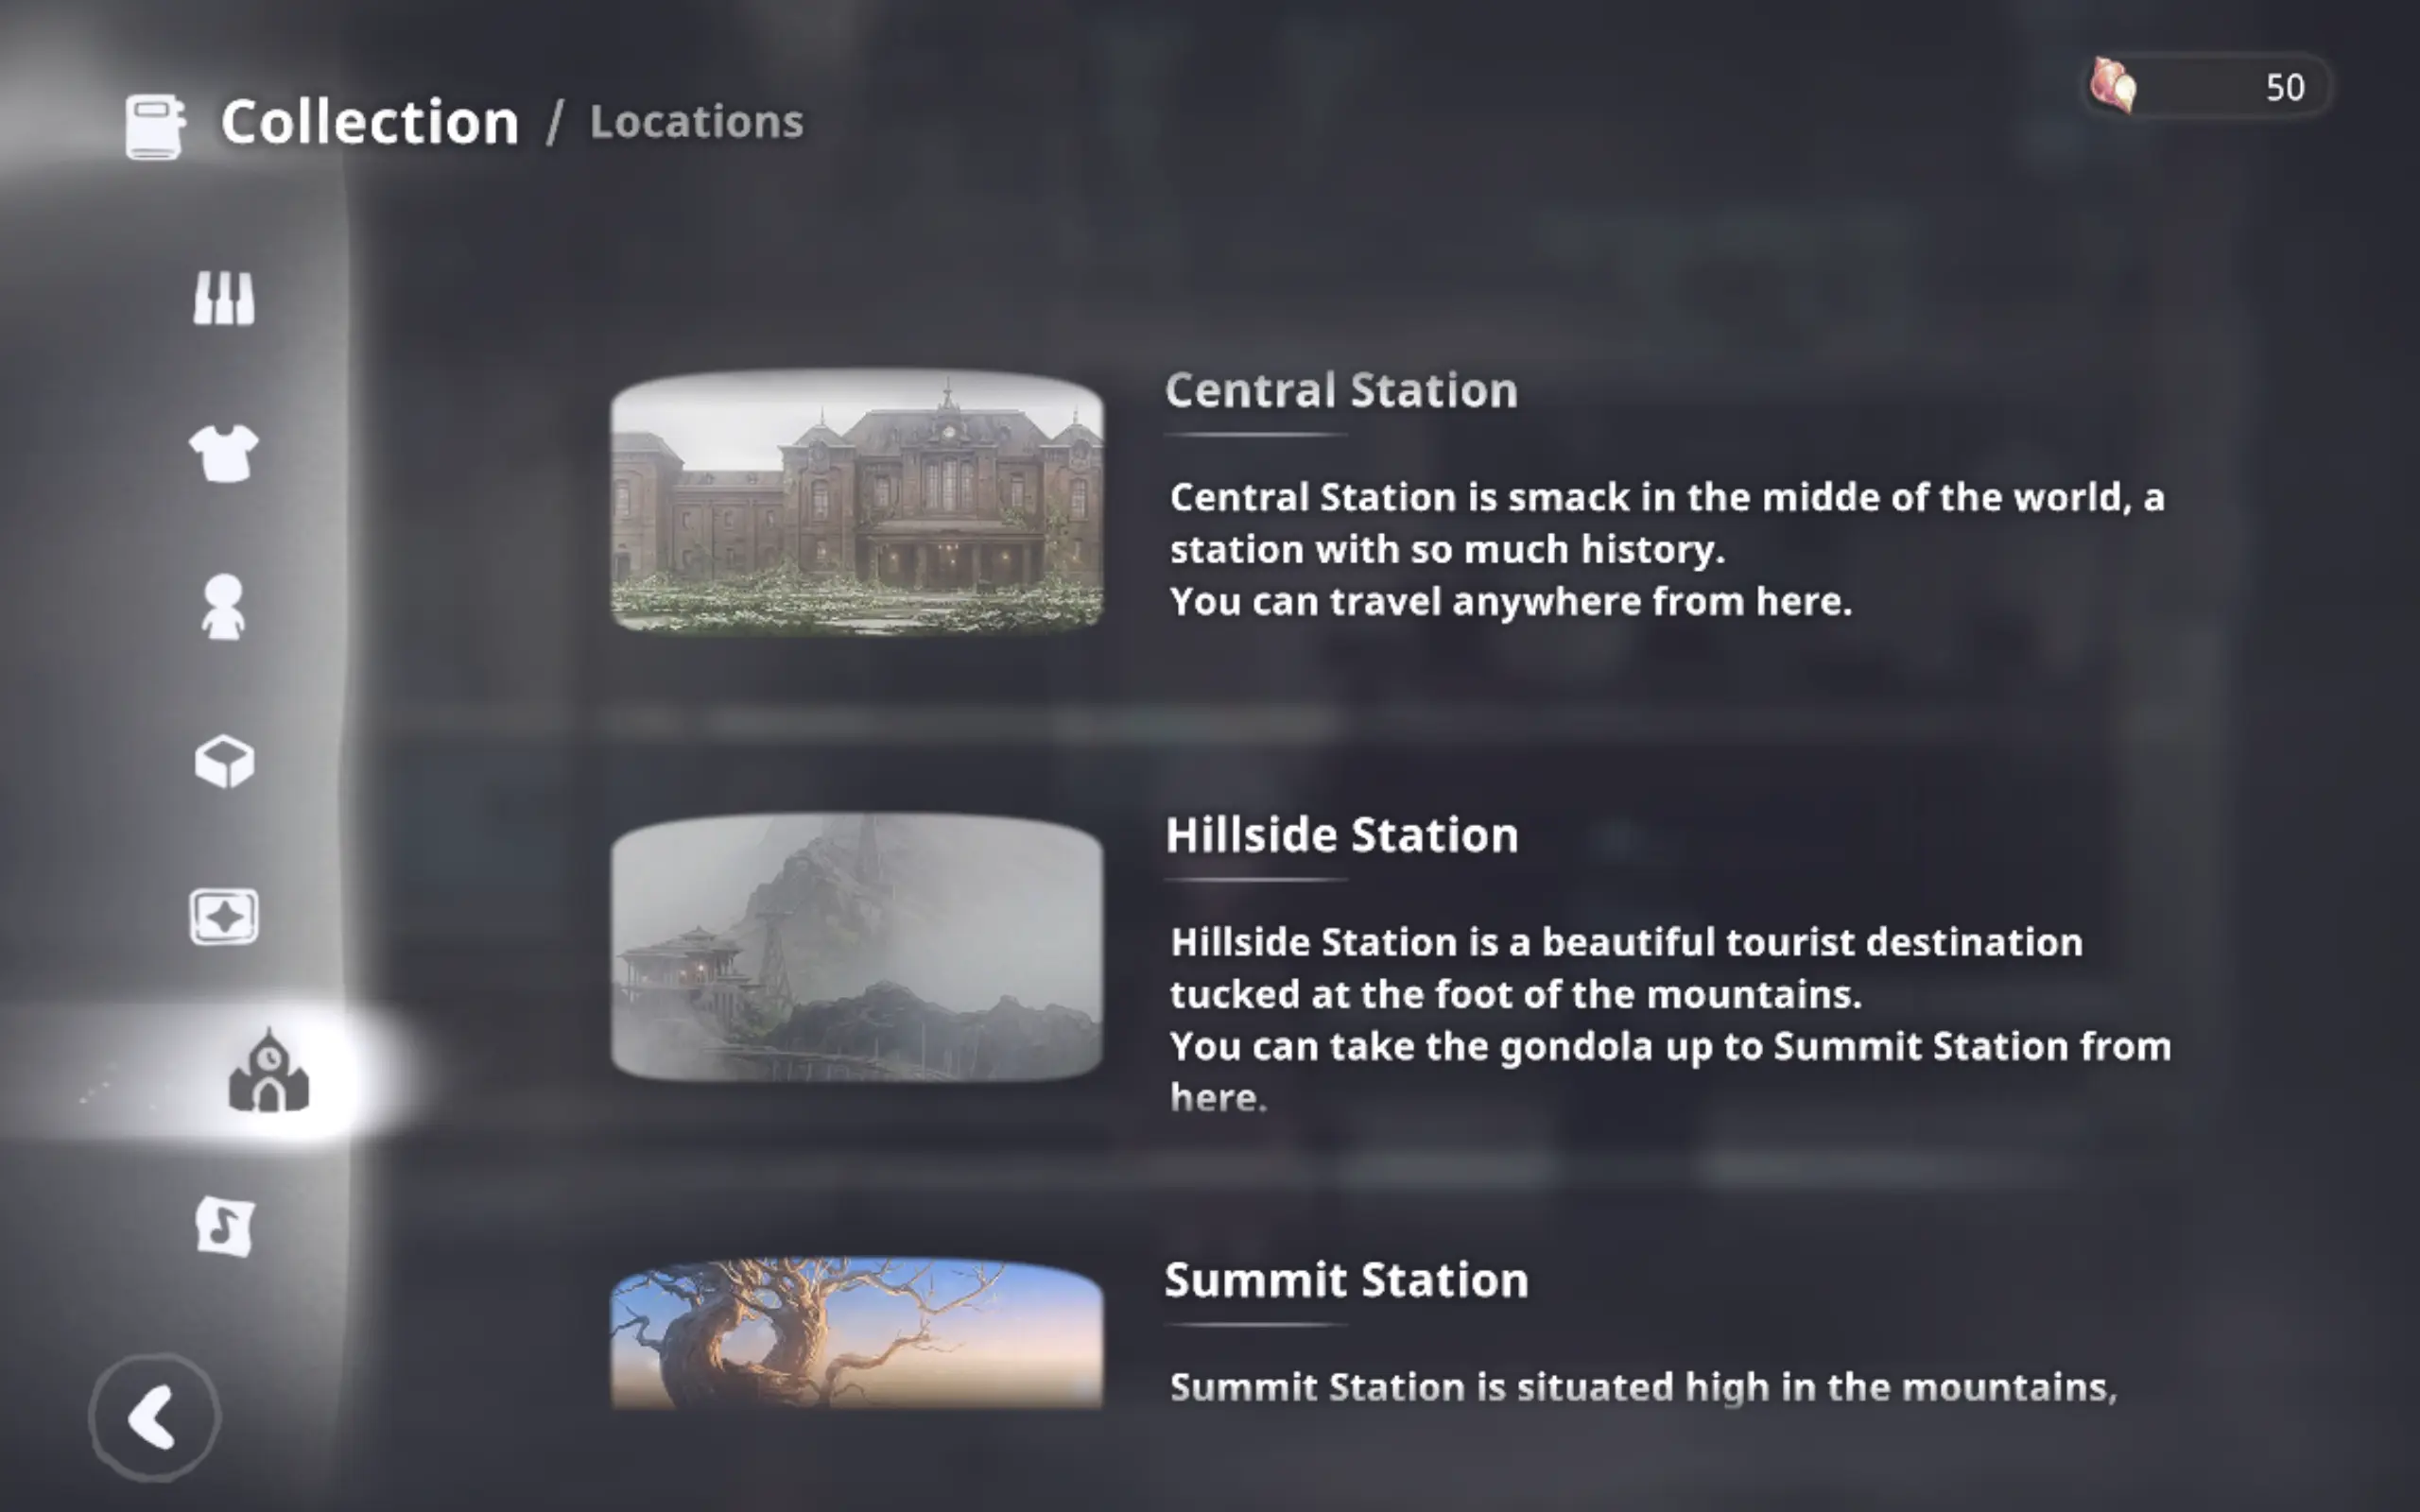 Collection / Locations
50
Central Station
Central Station is smack in the midde of the world, a
station with so much history.
You can travel anywhere from here.
Hillside Station
Hillside Station is a beautiful tourist destination
tucked at the foot of the mountains.
You can take the gondola up to Summit Station from
here.
Summit Station
Summit Station is situated high in the mountains,